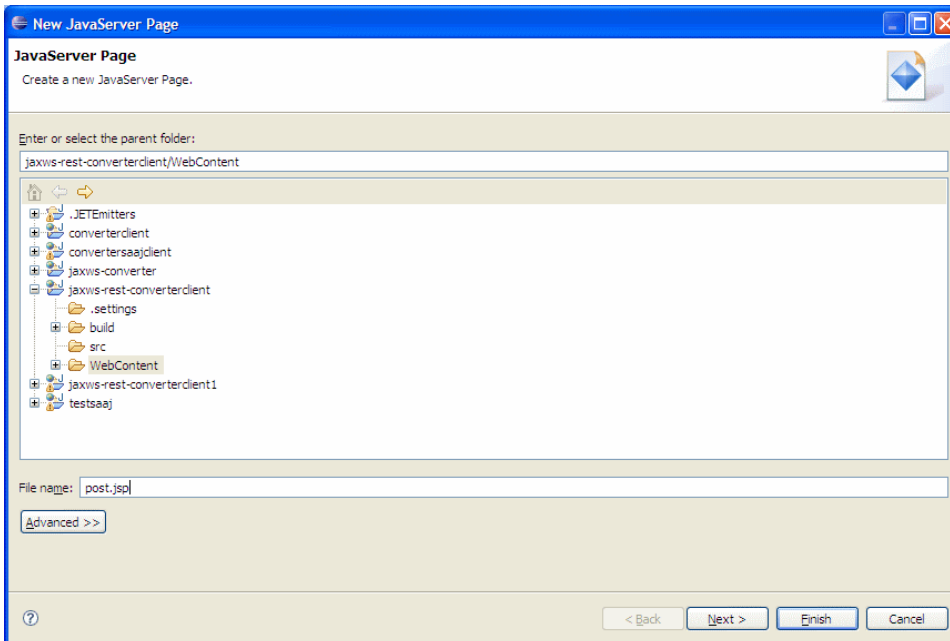 New JavaServer Page
JavaServer Page
Create a new JavaServer Page.
Enter or select the parent folder:
jaxws-rest-converterclient/WebContent
.JETEmitters
converterclient
convertersaajclient
jaxws-converter
jaxws-rest-converterclient
.settings
build
src
WebContent
jaxws-rest-converterclient1
testsaaj
File name: post.jsp
Advanced >>
? < Back Next > Finish Cancel